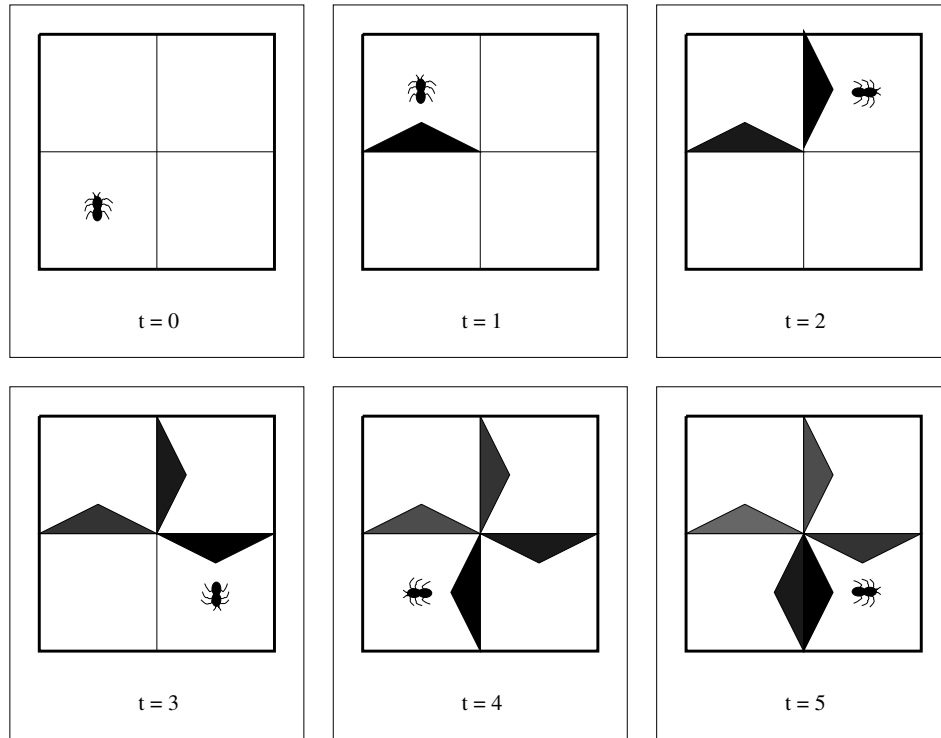 t = 0
t = 1
t = 2
t = 3
t = 4
t = 5